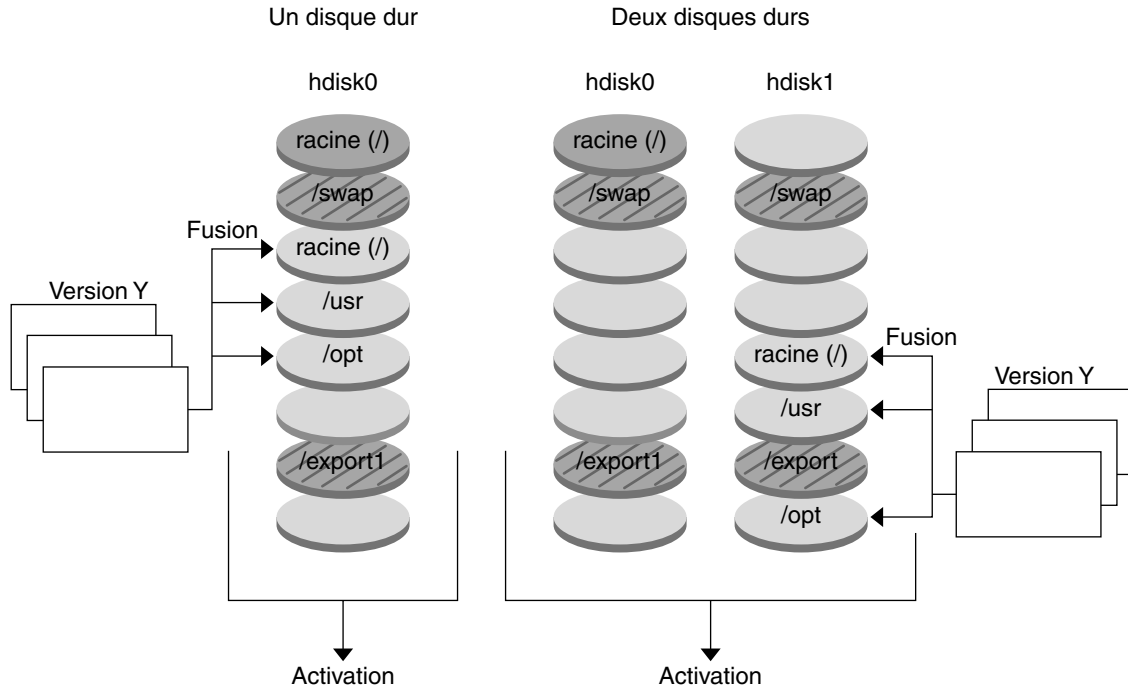 Un disque dur
Deux disques durs
hdisk0
hdisk0
hdisk1
racine (/)
racine (/)
/swap
/swap
/swap
Fusion
racine (/)
Version Y
/usr
/opt
racine (/)
Fusion
Version Y
/usr
/export1
/export1
/export
/opt
Activation
Activation